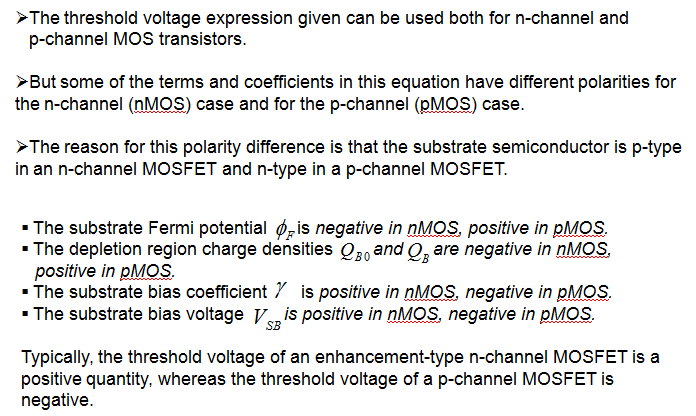 ➢The threshold voltage expression given can be used both for n-channel and
p-channel MOS transistors.
➢But some of the terms and coefficients in this equation have different polarities for
the n-channel (nMOS) case and for the p-channel (pMOS) case.
➢The reason for this polarity difference is that the substrate semiconductor is p-type
in an n-channel MOSFET and n-type in a p-channel MOSFET.
▪ The substrate Fermi potential ϕ_F is negative in nMOS, positive in pMOS.
▪ The depletion region charge densities Q_B0 and Q_B are negative in nMOS,
positive in pMOS.
▪ The substrate bias coefficient γ is positive in nMOS, negative in pMOS.
▪ The substrate bias voltage V_SB is positive in nMOS, negative in pMOS.
Typically, the threshold voltage of an enhancement-type n-channel MOSFET is a
positive quantity, whereas the threshold voltage of a p-channel MOSFET is
negative.